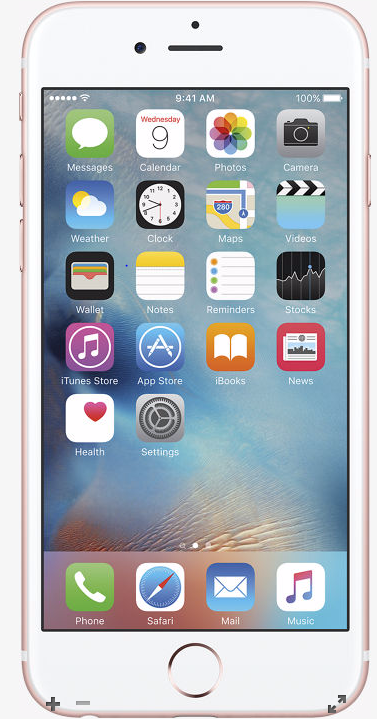 9:41 AM 100%
Wednesday
9
Messages Calendar Photos Camera
280
Weather Clock Maps Videos
Wallet Notes Reminders Stocks
iTunes Store App Store iBooks News
Health Settings
Phone Safari Mail Music